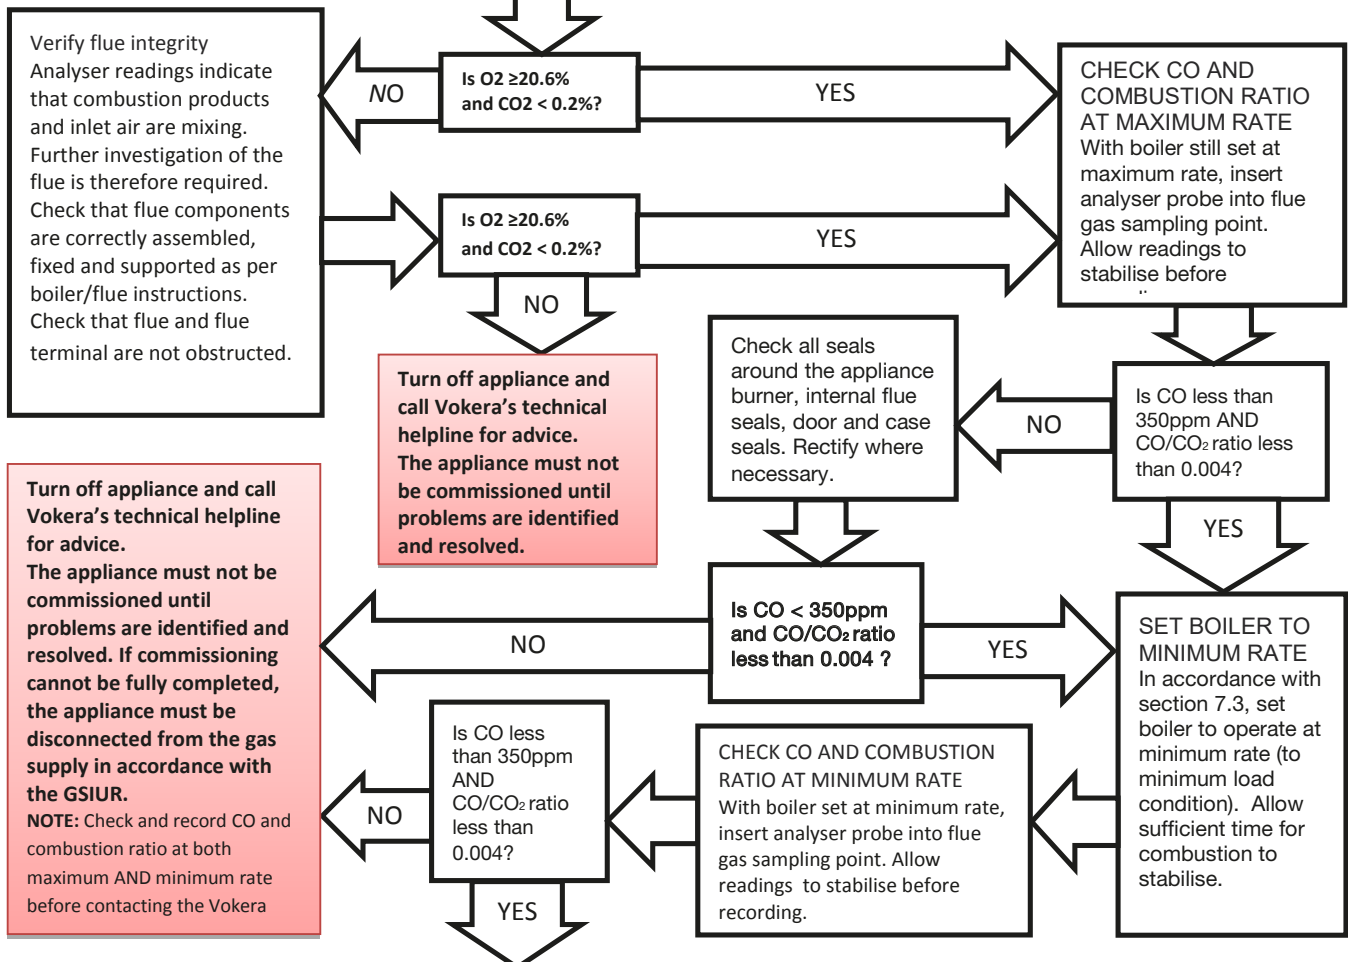 Verify flue integrity
Analyser readings indicate
that combustion products
and inlet air are mixing.
Further investigation of the
flue is therefore required.
Check that flue components
are correctly assembled,
fixed and supported as per
boiler/flue instructions.
Check that flue and flue
terminal are not obstructed.
NO
Is O2 ≥20.6%
and CO2 < 0.2%?
YES
CHECK CO AND
COMBUSTION RATIO
AT MAXIMUM RATE
With boiler still set at
maximum rate, insert
analyser probe into flue
gas sampling point.
Allow readings to
stabilise before
Is O2 ≥20.6%
and CO2 < 0.2%?
YES
NO
Turn off appliance and
call Vokera’s technical
helpline for advice.
The appliance must not
be commissioned until
problems are identified
and resolved.
Check all seals
around the appliance
burner, internal flue
seals, door and case
seals. Rectify where
necessary.
NO
Is CO less than
350ppm AND
CO/CO₂ ratio less
than 0.004?
YES
Turn off appliance and call
Vokera’s technical helpline
for advice.
The appliance must not be
commissioned until
problems are identified and
resolved. If commissioning
cannot be fully completed,
the appliance must be
disconnected from the gas
supply in accordance with
the GSIUR.
NOTE: Check and record CO and
combustion ratio at both
maximum AND minimum rate
before contacting the Vokera
NO
Is CO < 350ppm
and CO/CO₂ ratio
less than 0.004 ?
YES
SET BOILER TO
MINIMUM RATE
In accordance with
section 7.3, set
boiler to operate at
minimum rate (to
minimum load
condition). Allow
sufficient time for
combustion to
stabilise.
CHECK CO AND COMBUSTION
RATIO AT MINIMUM RATE
With boiler set at minimum rate,
insert analyser probe into flue
gas sampling point. Allow
readings to stabilise before
recording.
Is CO less
than 350ppm
AND
CO/CO₂ ratio
less than
0.004?
NO
YES